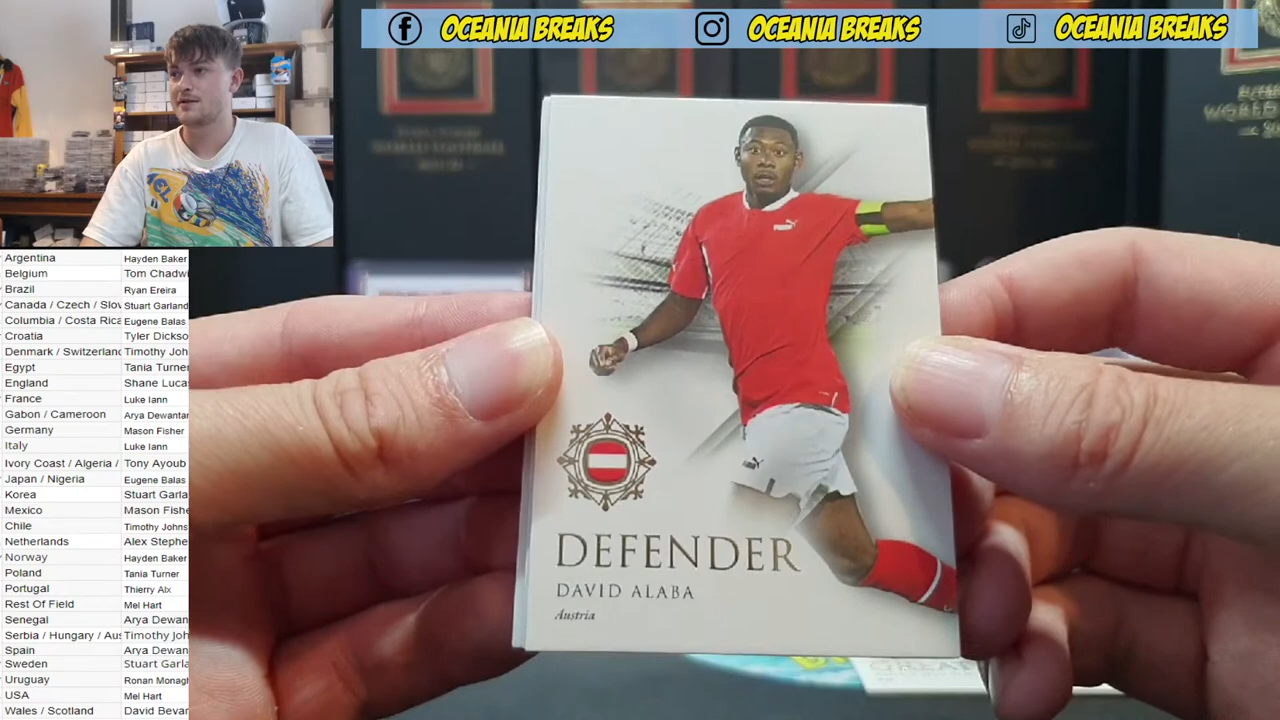 OCEANIA BREAKS
OCEANIA BREAKS
OCEANIA BREAKS
PUMA
DEFENDER
DAVID ALABA
Austria
Argentina Hayden Baker
Belgium Tom Chadwi
Brazil Ryan Ereira
Canada / Czech / Slov Stuart Garland
Columbia / Costa Rica Eugene Balas
Croatia Tyler Dickso
Denmark / Switzerland Timothy Joh
Egypt Tania Turner
England Shane Lucas
France Luke Iann
Gabon / Cameroon Arya Dewantar
Germany Mason Fisher
Italy Luke Iann
Ivory Coast / Algeria / Tony Ayoub
Japan / Nigeria Eugene Balas
Korea Stuart Garla
Mexico Mason Fishe
Chile Timothy Johns
Netherlands Alex Stephe
Norway Hayden Baker
Poland Tania Turner
Portugal Thierry Aix
Rest Of Field Mel Hart
Senegal Arya Dewan
Serbia / Hungary / Aus Timothy joh
Spain Arya Dewan
Sweden Stuart Garla
Uruguay Ronan Monagh
USA Mel Hart
Wales / Scotland David Bevar